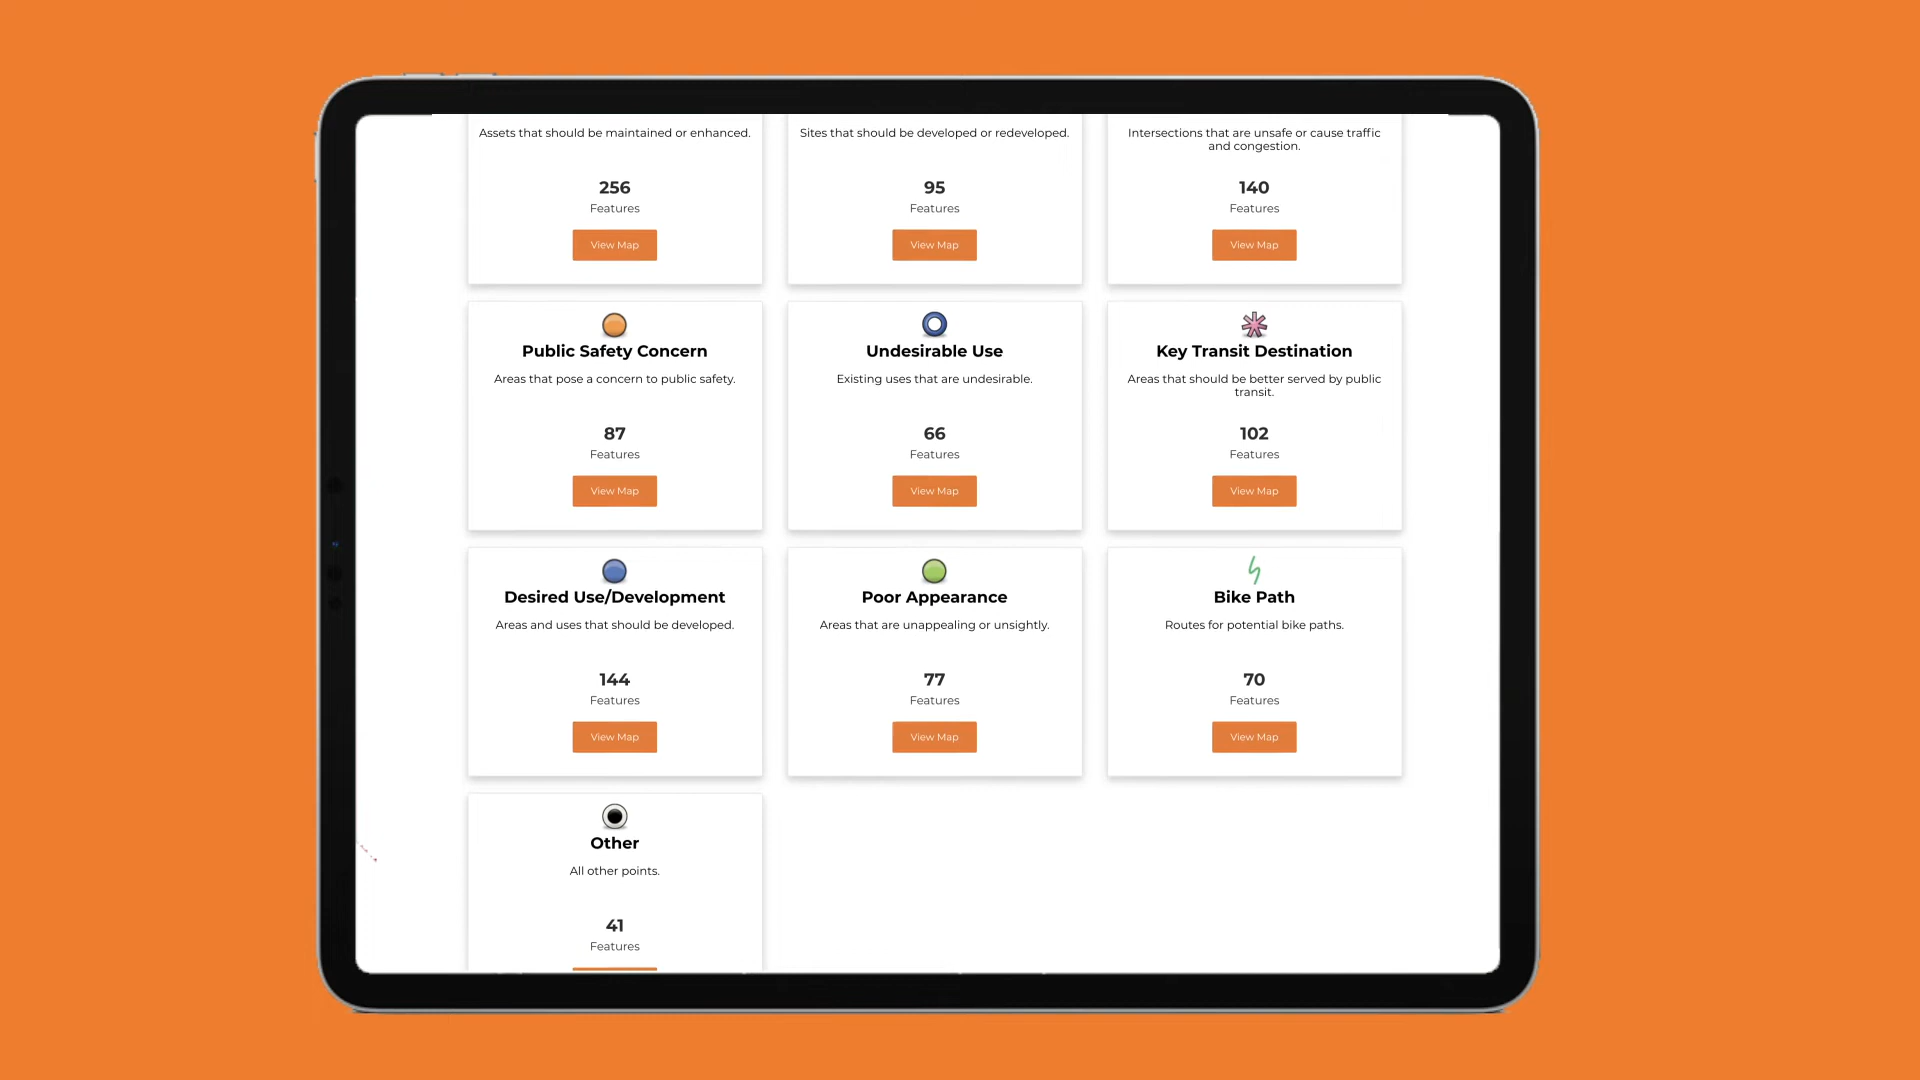 Assets that should be maintained or enhanced.
256
Features
View Map
Sites that should be developed or redeveloped.
95
Features
View Map
Intersections that are unsafe or cause traffic
and congestion.
140
Features
View Map
Public Safety Concern
Areas that pose a concern to public safety.
87
Features
View Map
Undesirable Use
Existing uses that are undesirable.
66
Features
View Map
Key Transit Destination
Areas that should be better served by public
transit.
102
Features
View Map
Desired Use/Development
Areas and uses that should be developed.
144
Features
View Map
Poor Appearance
Areas that are unappealing or unsightly.
77
Features
View Map
Bike Path
Routes for potential bike paths.
70
Features
View Map
Other
All other points.
41
Features